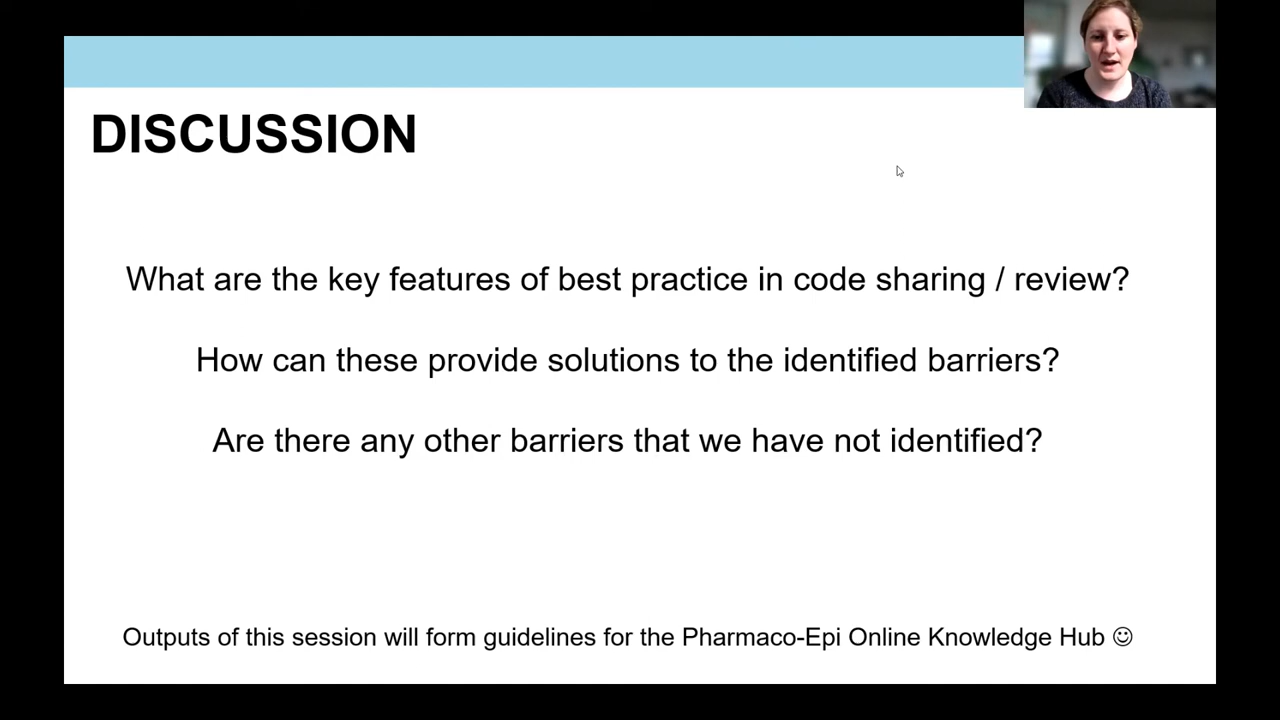 DISCUSSION
What are the key features of best practice in code sharing / review?
How can these provide solutions to the identified barriers?
Are there any other barriers that we have not identified?
Outputs of this session will form guidelines for the Pharmaco-Epi Online Knowledge Hub ☺